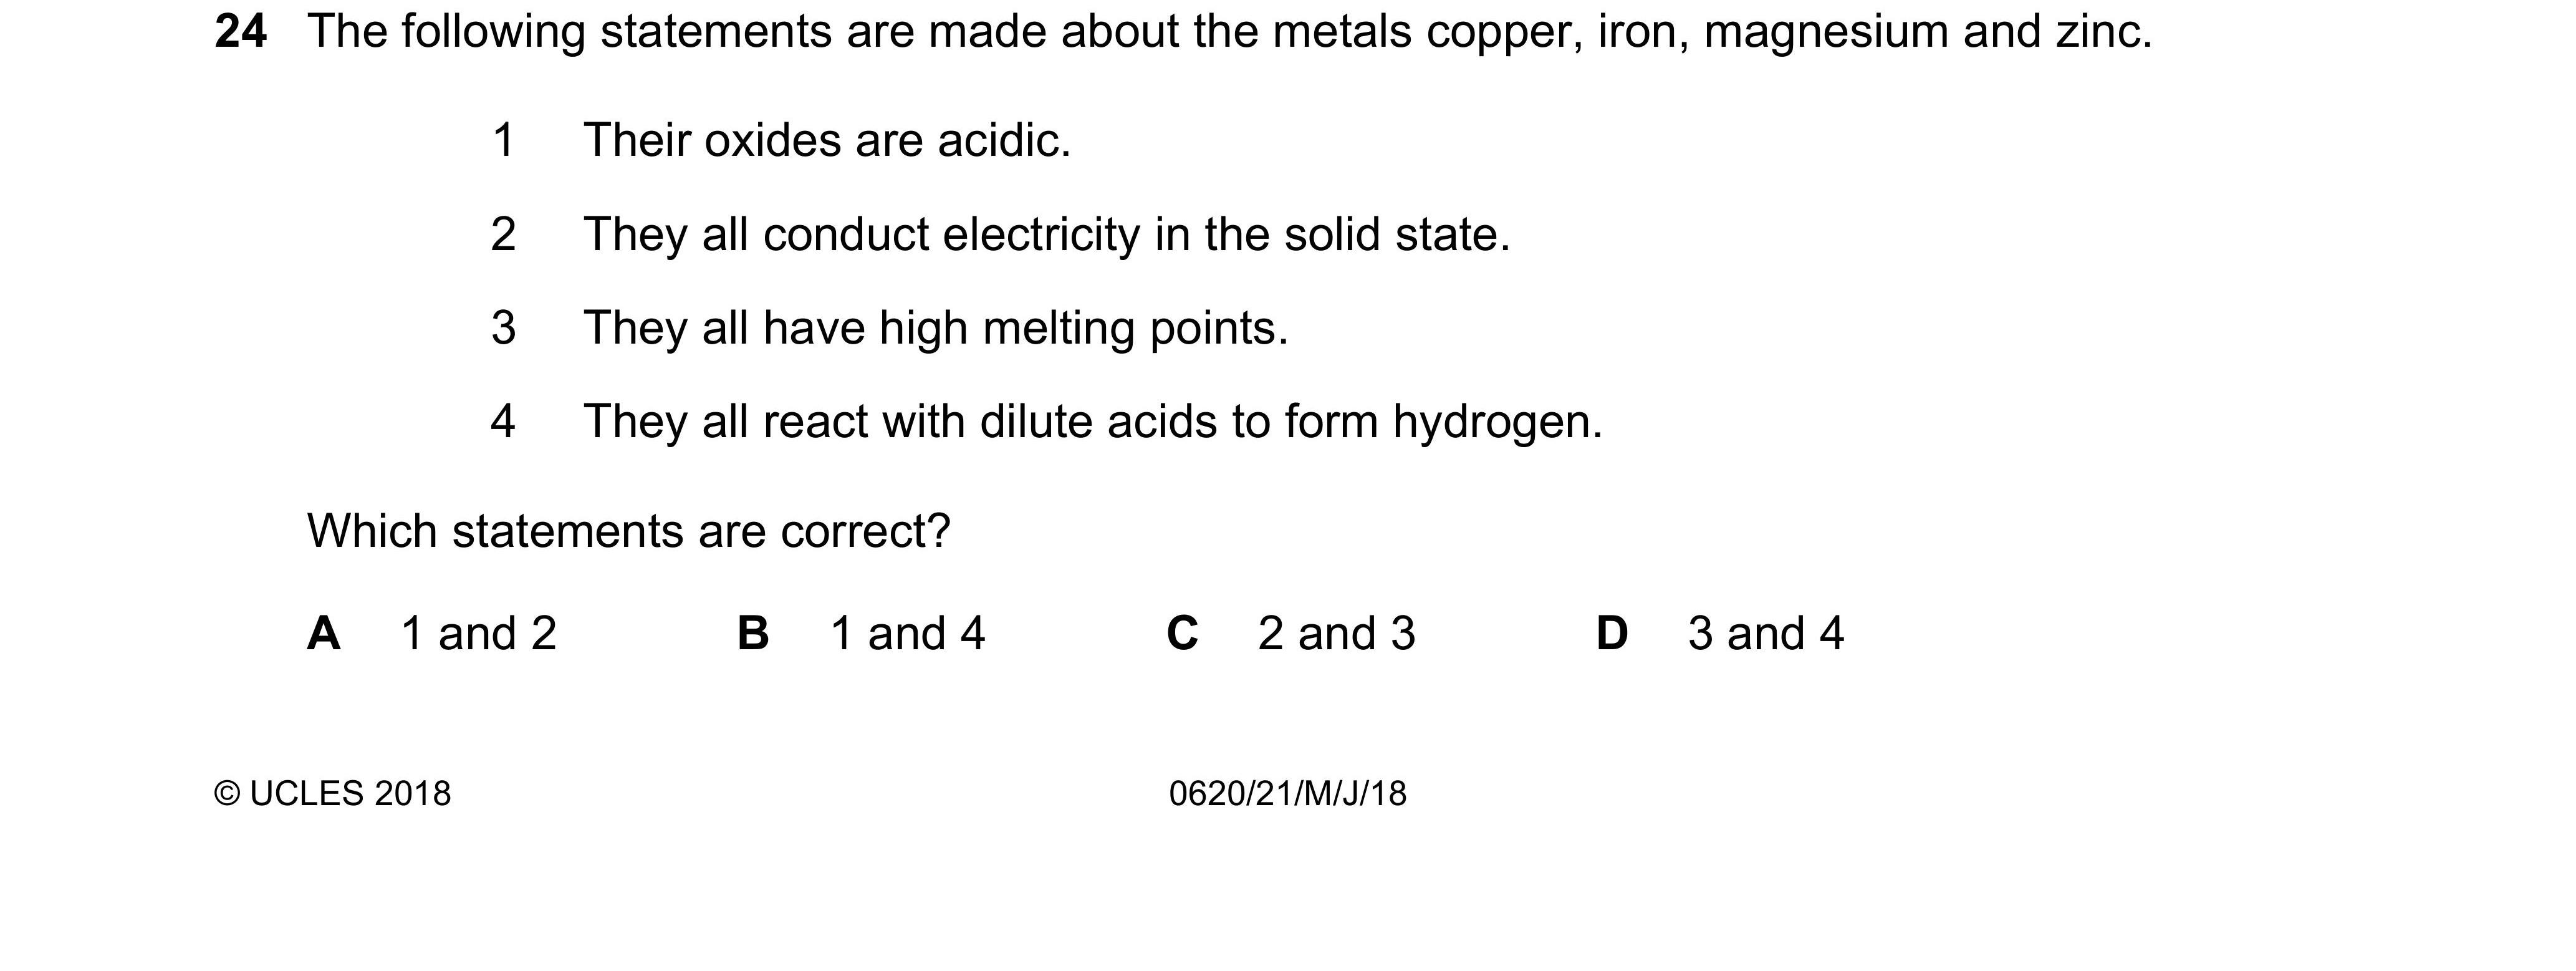 24 The following statements are made about the metals copper, iron, magnesium and zinc.
1 Their oxides are acidic.
2 They all conduct electricity in the solid state.
3 They all have high melting points.
4 They all react with dilute acids to form hydrogen.
Which statements are correct?
A 1 and 2 B 1 and 4 C 2 and 3 D 3 and 4
© UCLES 2018 0620/21/M/J/18